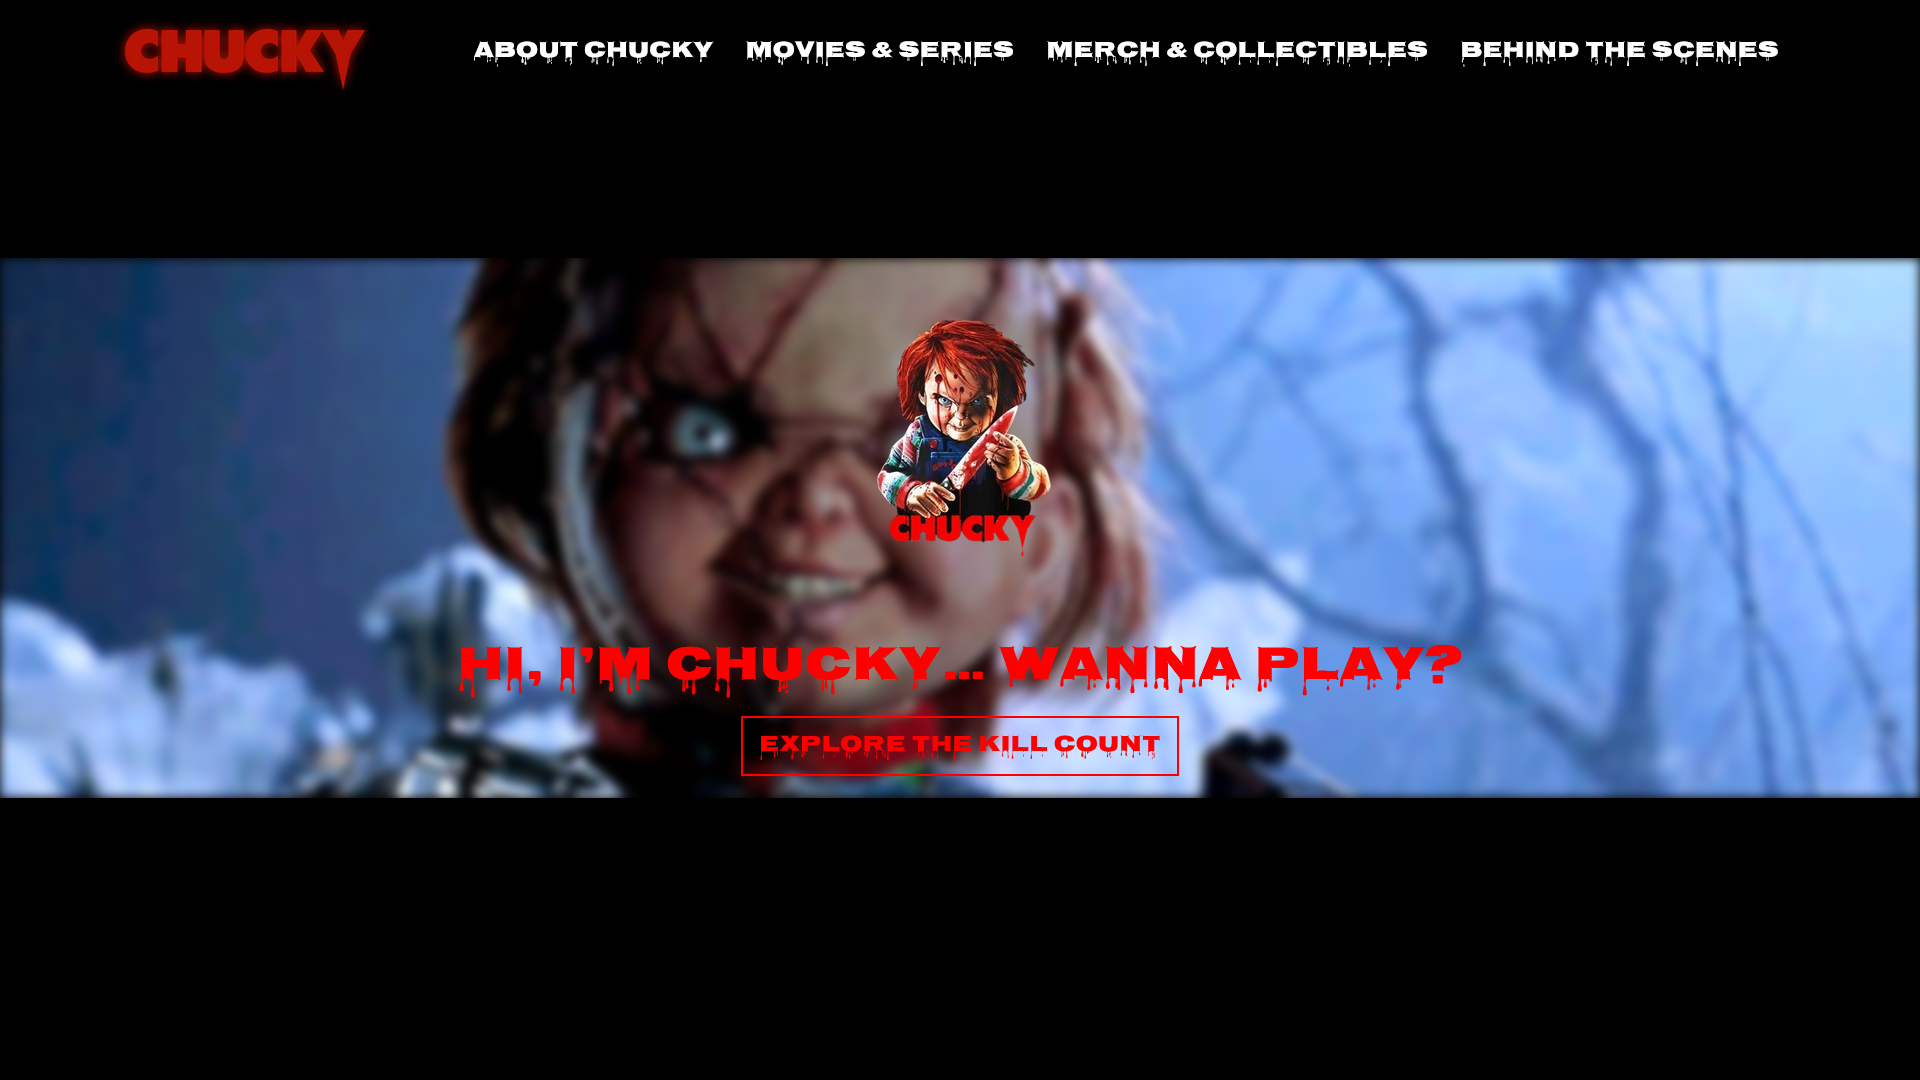 CHUCKY
ABOUT CHUCKY
MOVIES & SERIES
MERCH & COLLECTIBLES
BEHIND THE SCENES
CHUCKY
HI, I’M CHUCKY... WANNA PLAY?
EXPLORE THE KILL COUNT